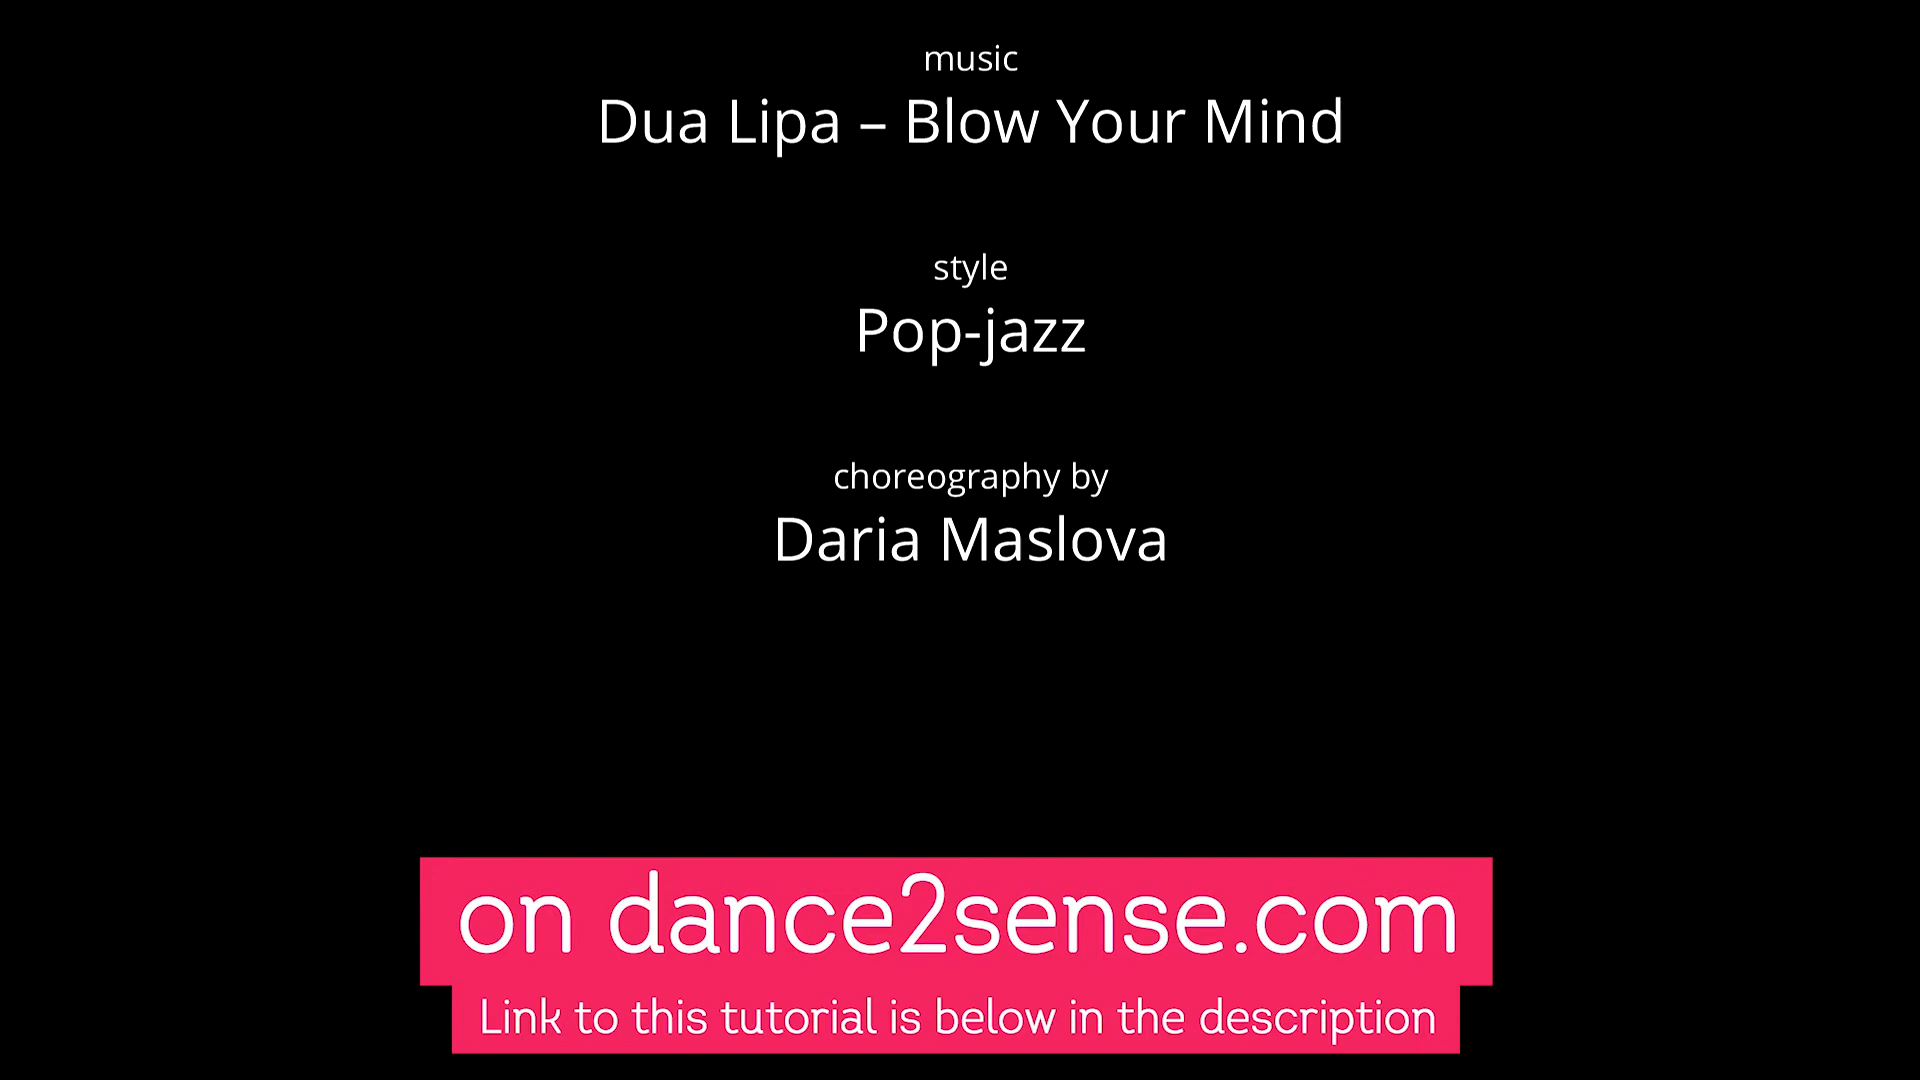 music
Dua Lipa – Blow Your Mind
style
Pop-jazz
choreography by
Daria Maslova
on dance2sense.com
Link to this tutorial is below in the description